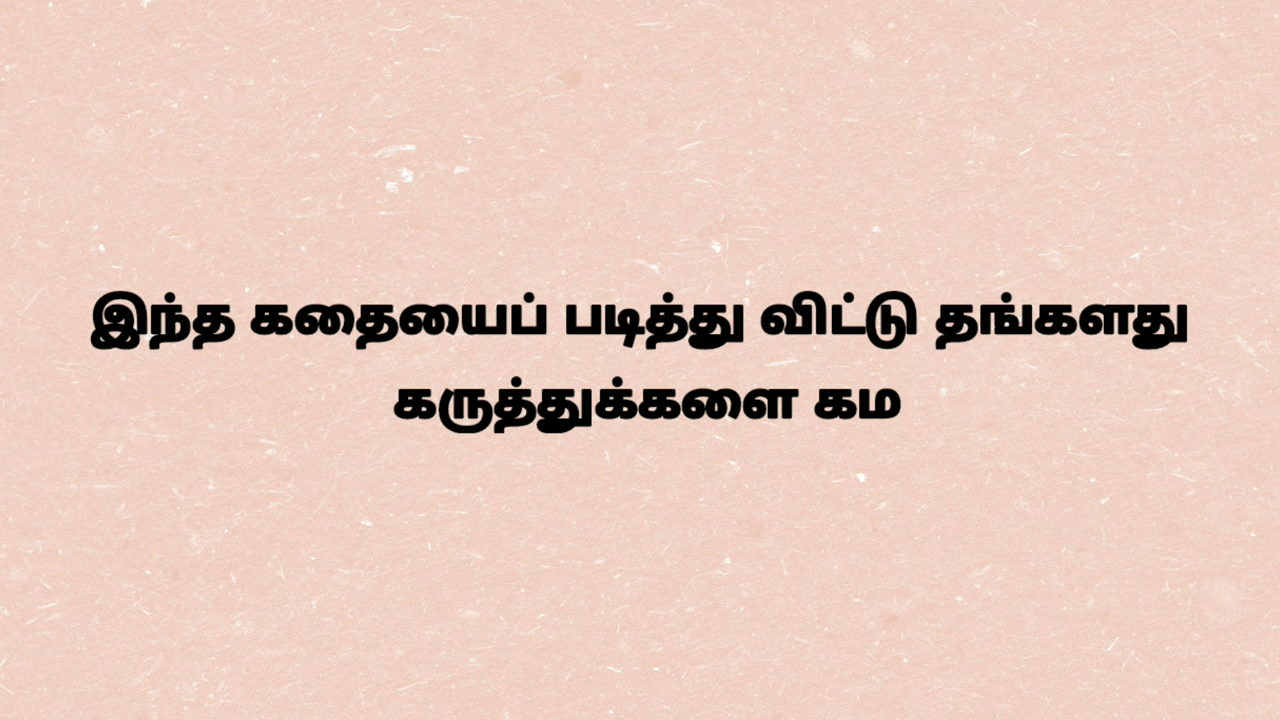 இந்த கதையைப் படித்து விட்டு தங்களது
கருத்துக்களை கம